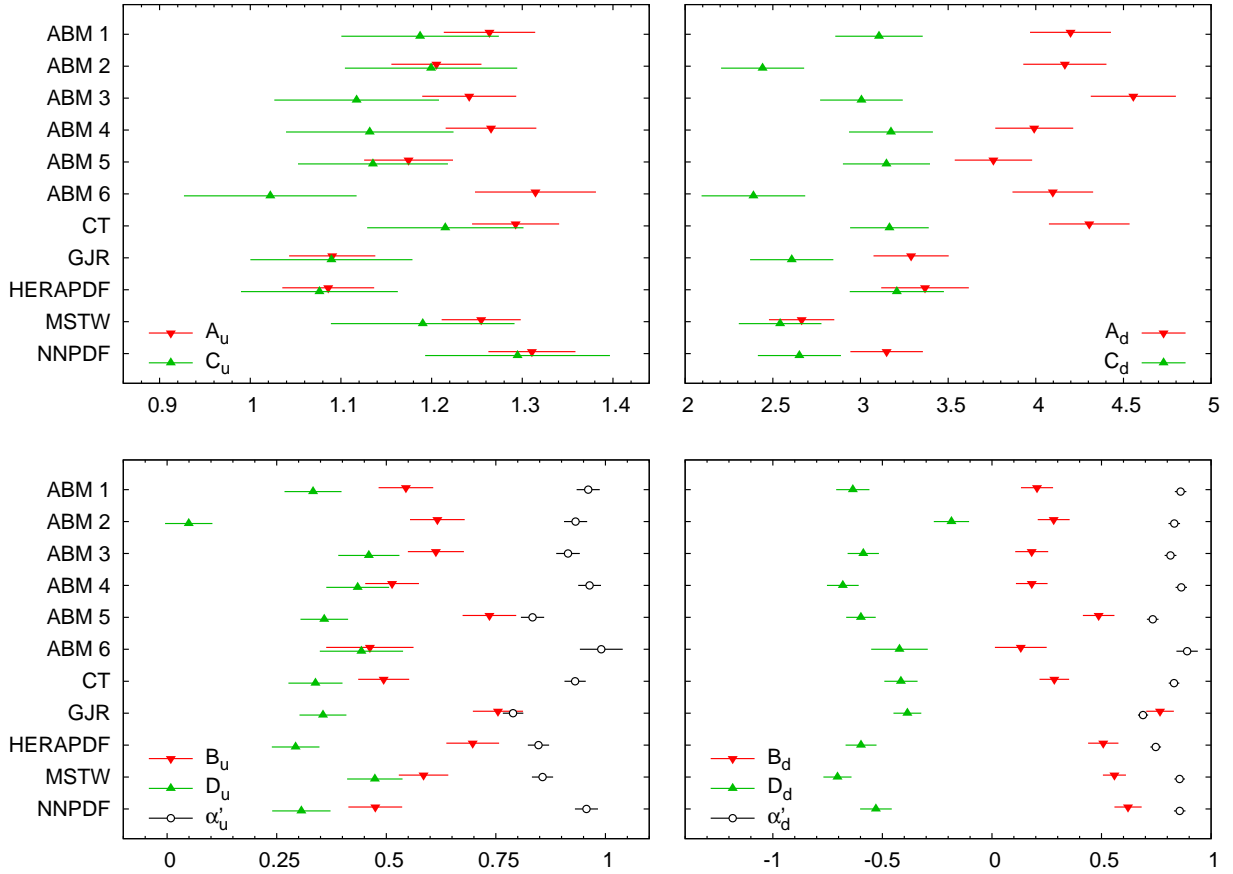 ABM 1
ABM 2
ABM 3
ABM 4
ABM 5
ABM 6
CT
GJR
HERAPDF
MSTW
NNPDF
A_u
C_u
0.9 1 1.1 1.2 1.3 1.4
A_d
C_d
2 2.5 3 3.5 4 4.5 5
ABM 1
ABM 2
ABM 3
ABM 4
ABM 5
ABM 6
CT
GJR
HERAPDF
MSTW
NNPDF
B_u
D_u
α'_u
0 0.25 0.5 0.75 1
B_d
D_d
α'_d
-1 -0.5 0 0.5 1